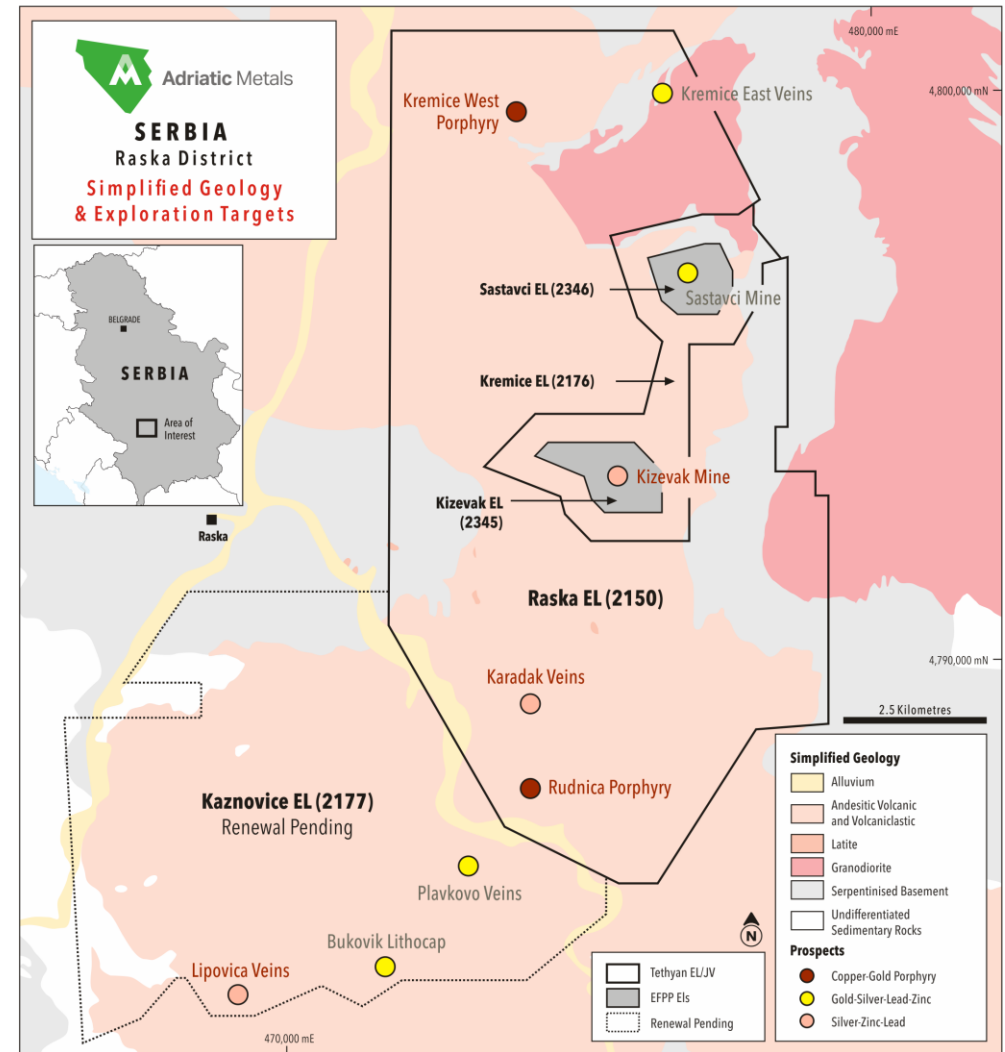 Adriatic Metals
SERBIA
Raska District
Simplified Geology
& Exploration Targets
480,000 mE
4,800,000 mN
Kremice West
Porphyry
Kremice East Veins
BELGRADE
SERBIA
Area of
Interest
Sastavci EL (2346)
Sastavci Mine
Kremice EL (2176)
Kizevak Mine
Kizevak EL
(2345)
Raska
Raska EL (2150)
4,790,000 mN
Karadak Veins
2.5 Kilometres
Rudnica Porphyry
Kaznovice EL (2177)
Renewal Pending
Plavkovo Veins
Bukovik Lithocap
Lipovica Veins
470,000 mE
N
Tethyan EL/JV
EFPP Els
Renewal Pending
Simplified Geology
Alluvium
Andesitic Volcanic
and Volcaniclastic
Latite
Granodiorite
Serpentinised Basement
Undifferentiated
Sedimentary Rocks
Prospects
Copper-Gold Porphyry
Gold-Silver-Lead-Zinc
Silver-Zinc-Lead